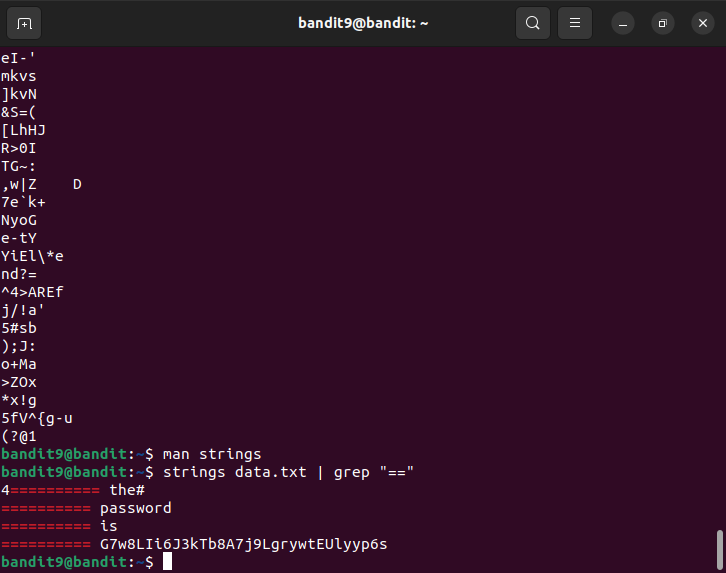 bandit9@bandit: ~
eI-'
mkvs
]kvN
&S=(
[LhHJ
R>0I
TG~:
,w|Z    D
7e`k+
NyoG
e-tY
YiEl\*e
nd?=
^4>AREf
j/!a'
5#sb
);J:
o+Ma
>ZOx
*x!g
5fV^{g-u
(?@1
bandit9@bandit:~$ man strings
bandit9@bandit:~$ strings data.txt | grep "=="
4========== the#
========== password
========== is
========== G7w8LIi6J3kTb8A7j9LgrywtEUlyyp6s
bandit9@bandit:~$